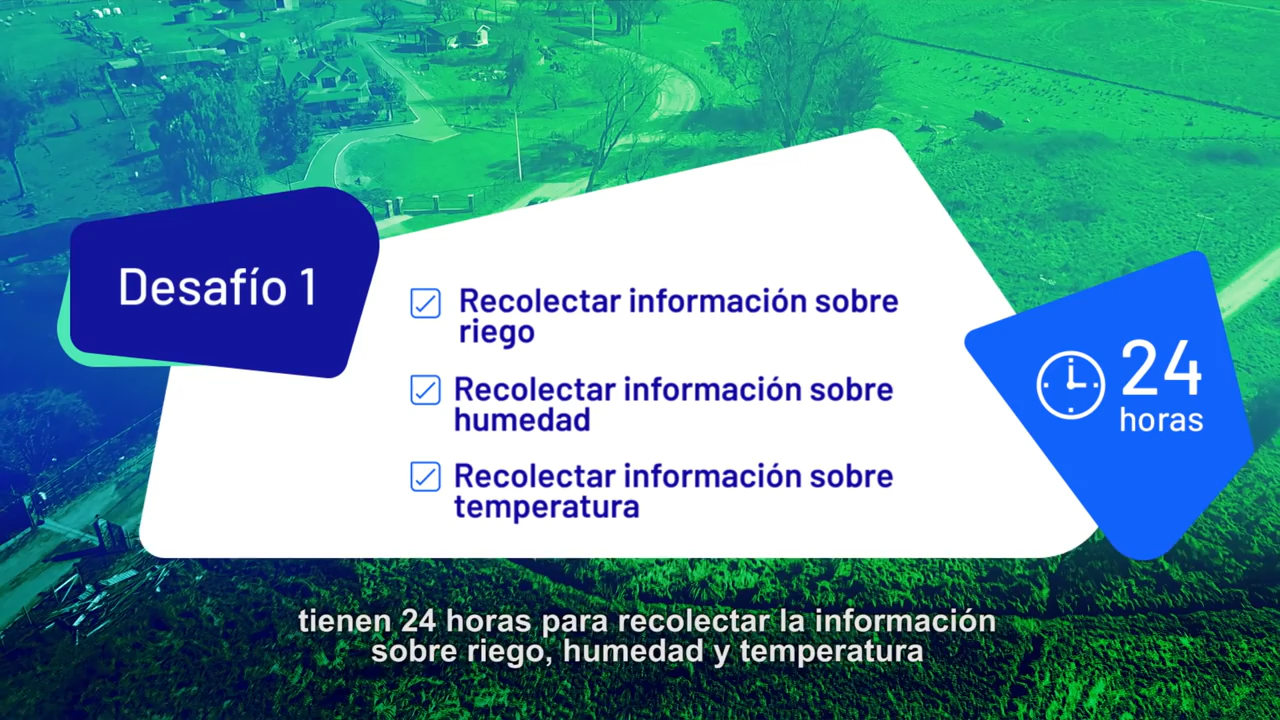 Desafío 1
Recolectar información sobre
riego
Recolectar información sobre
humedad
Recolectar información sobre
temperatura
24
horas
tienen 24 horas para recolectar la información
sobre riego, humedad y temperatura